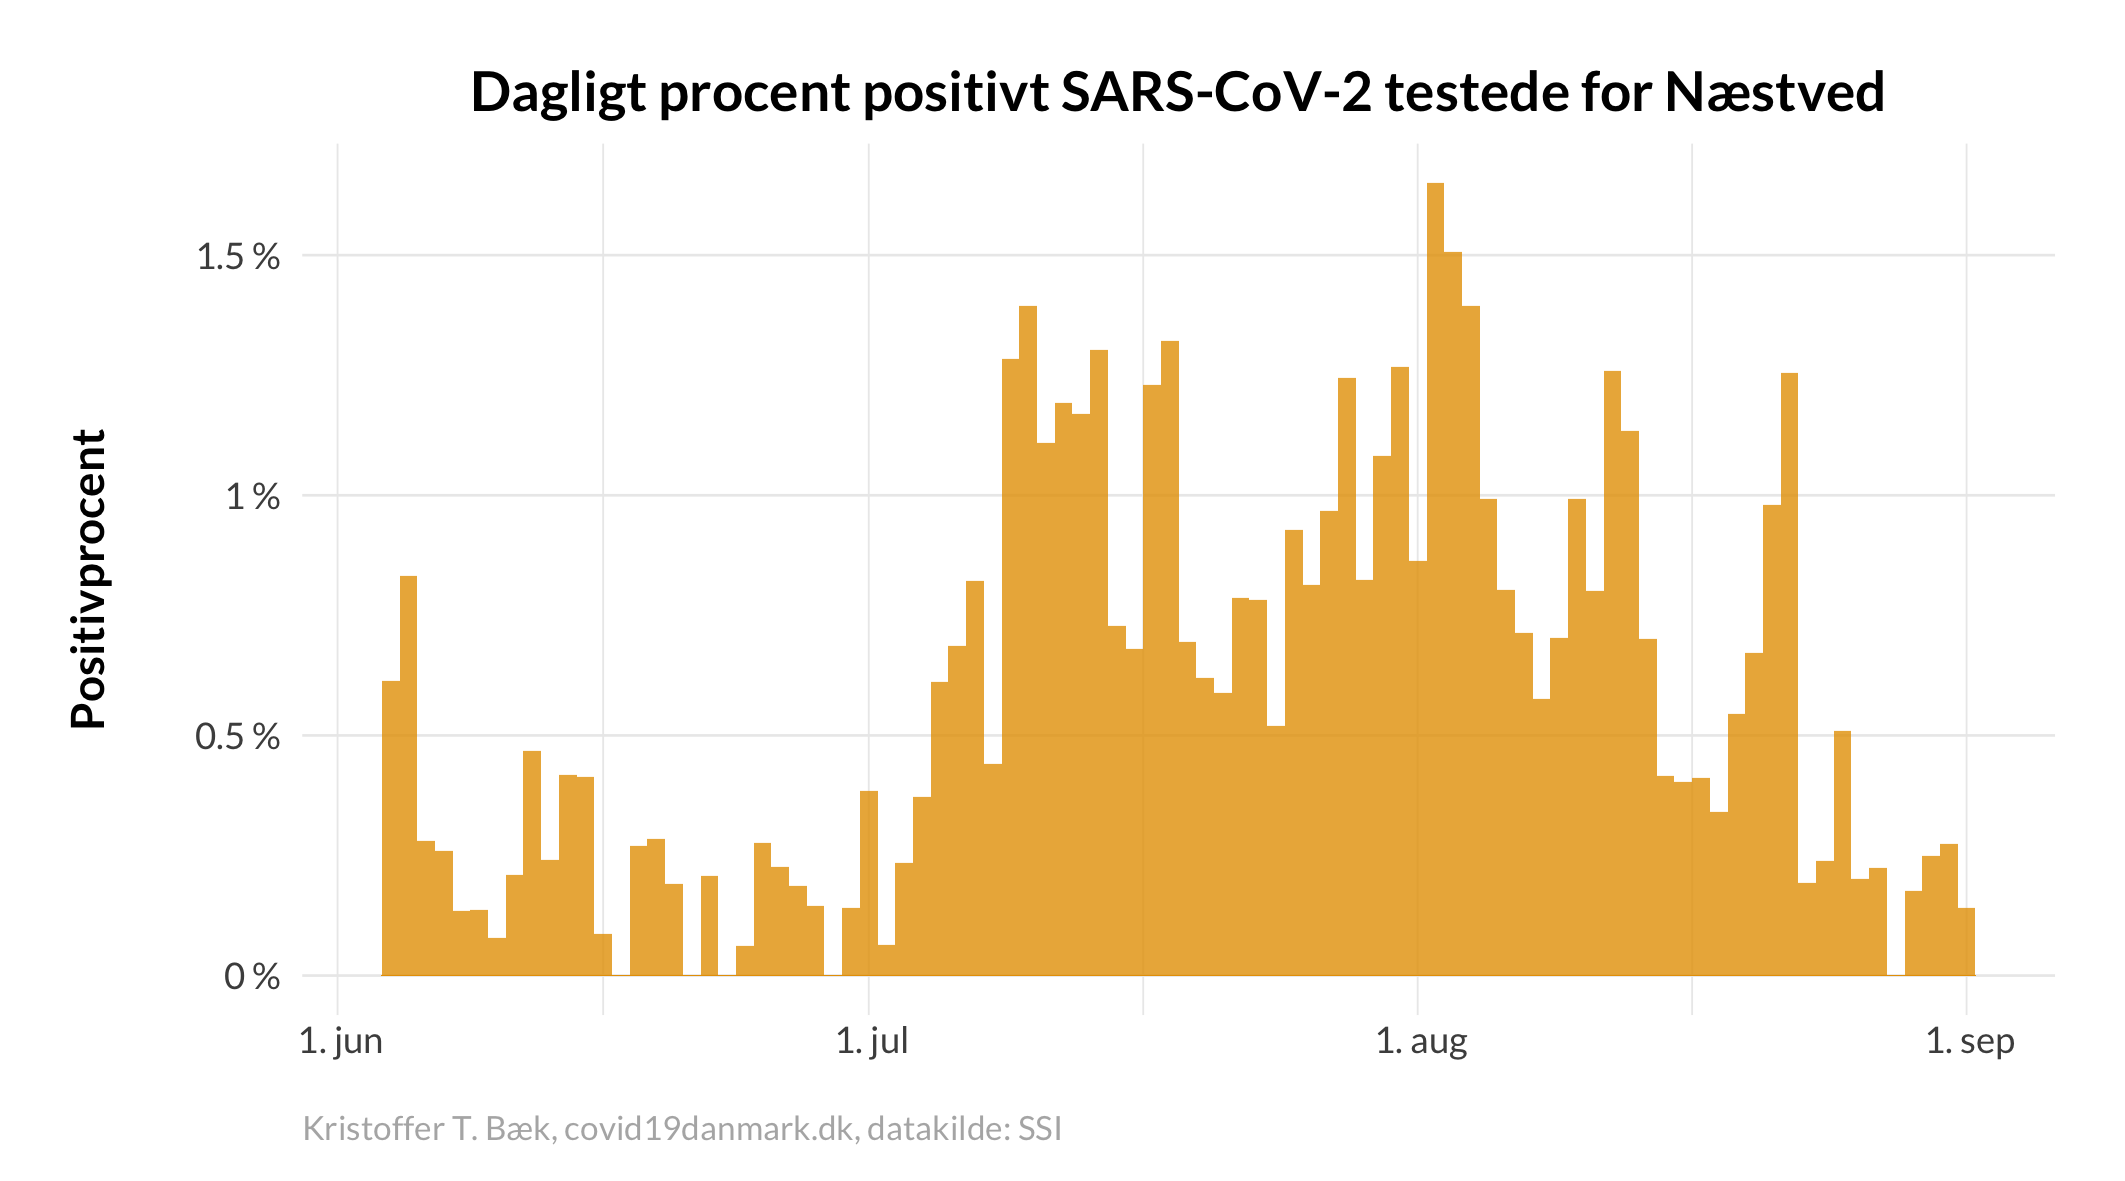 Dagligt procent positivt SARS-CoV-2 testede for Næstved
Positivprocent
1.5 %
1 %
0.5 %
0 %
1. jun
1. jul
1. aug
1. sep
Kristoffer T. Bæk, covid19danmark.dk, datakilde: SSI